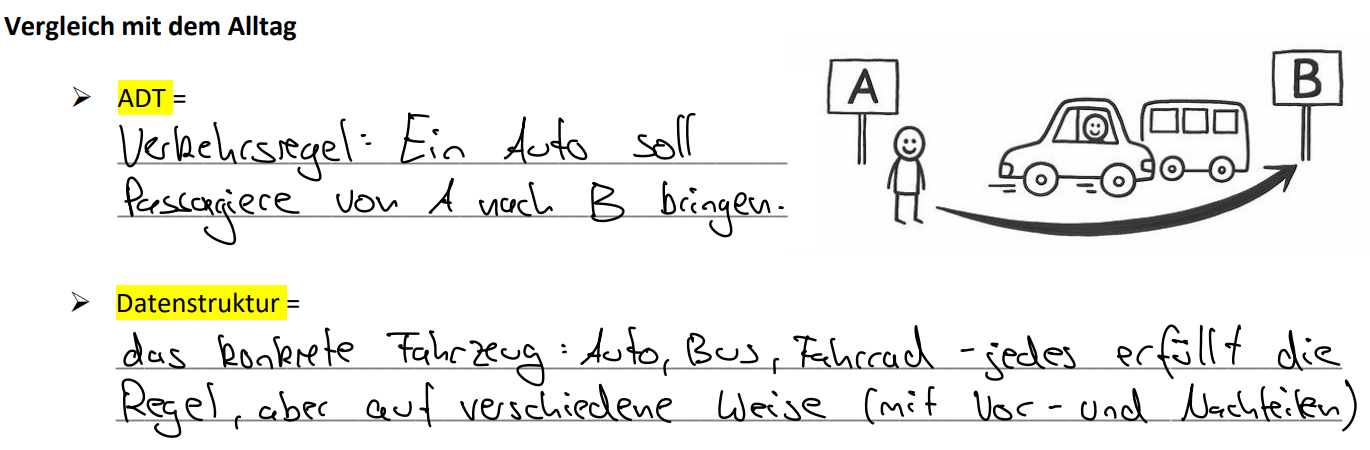 Vergleich mit dem Alltag
A
B
➢ ADT =
Verkehrsregel: Ein Auto soll
Passagiere von A nach B bringen.
➢ Datenstruktur =
das konkrete Fahrzeug: Auto, Bus, Fahrrad - jedes erfüllt die
Regel, aber auf verschiedene Weise (mit Vor- und Nachteilen)